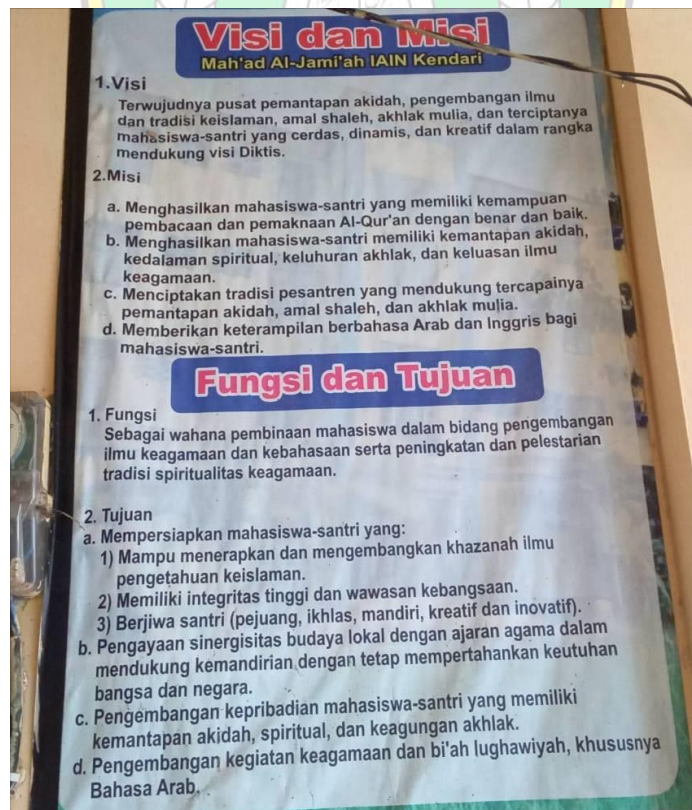 Visi dan Misi
Mah'ad Al-Jami'ah IAIN Kendari
1.Visi
Terwujudnya pusat pemantapan akidah, pengembangan ilmu
dan tradisi keislaman, amal shaleh, akhlak mulia, dan terciptanya
mahasiswa-santri yang cerdas, dinamis, dan kreatif dalam rangka
mendukung visi Diktis.
2.Misi
a. Menghasilkan mahasiswa-santri yang memiliki kemampuan
pembacaan dan pemaknaan Al-Qur'an dengan benar dan baik.
b. Menghasilkan mahasiswa-santri memiliki kemantapan akidah,
kedalaman spiritual, keluhuran akhlak, dan keluasan ilmu
keagamaan.
c. Menciptakan tradisi pesantren yang mendukung tercapainya
pemantapan akidah, amal shaleh, dan akhlak mulia.
d. Memberikan keterampilan berbahasa Arab dan Inggris bagi
mahasiswa-santri.
Fungsi dan Tujuan
1. Fungsi
Sebagai wahana pembinaan mahasiswa dalam bidang pengembangan
ilmu keagamaan dan kebahasaan serta peningkatan dan pelestarian
tradisi spiritualitas keagamaan.
2. Tujuan
a. Mempersiapkan mahasiswa-santri yang:
1) Mampu menerapkan dan mengembangkan khazanah ilmu
pengetahuan keislaman.
2) Memiliki integritas tinggi dan wawasan kebangsaan.
3) Berjiwa santri (pejuang, ikhlas, mandiri, kreatif dan inovatif).
b. Pengayaan sinergisitas budaya lokal dengan ajaran agama dalam
mendukung kemandirian dengan tetap mempertahankan keutuhan
bangsa dan negara.
c. Pengembangan kepribadian mahasiswa-santri yang memiliki
kemantapan akidah, spiritual, dan keagungan akhlak.
d. Pengembangan kegiatan keagamaan dan bi'ah lughawiyah, khususnya
Bahasa Arab.